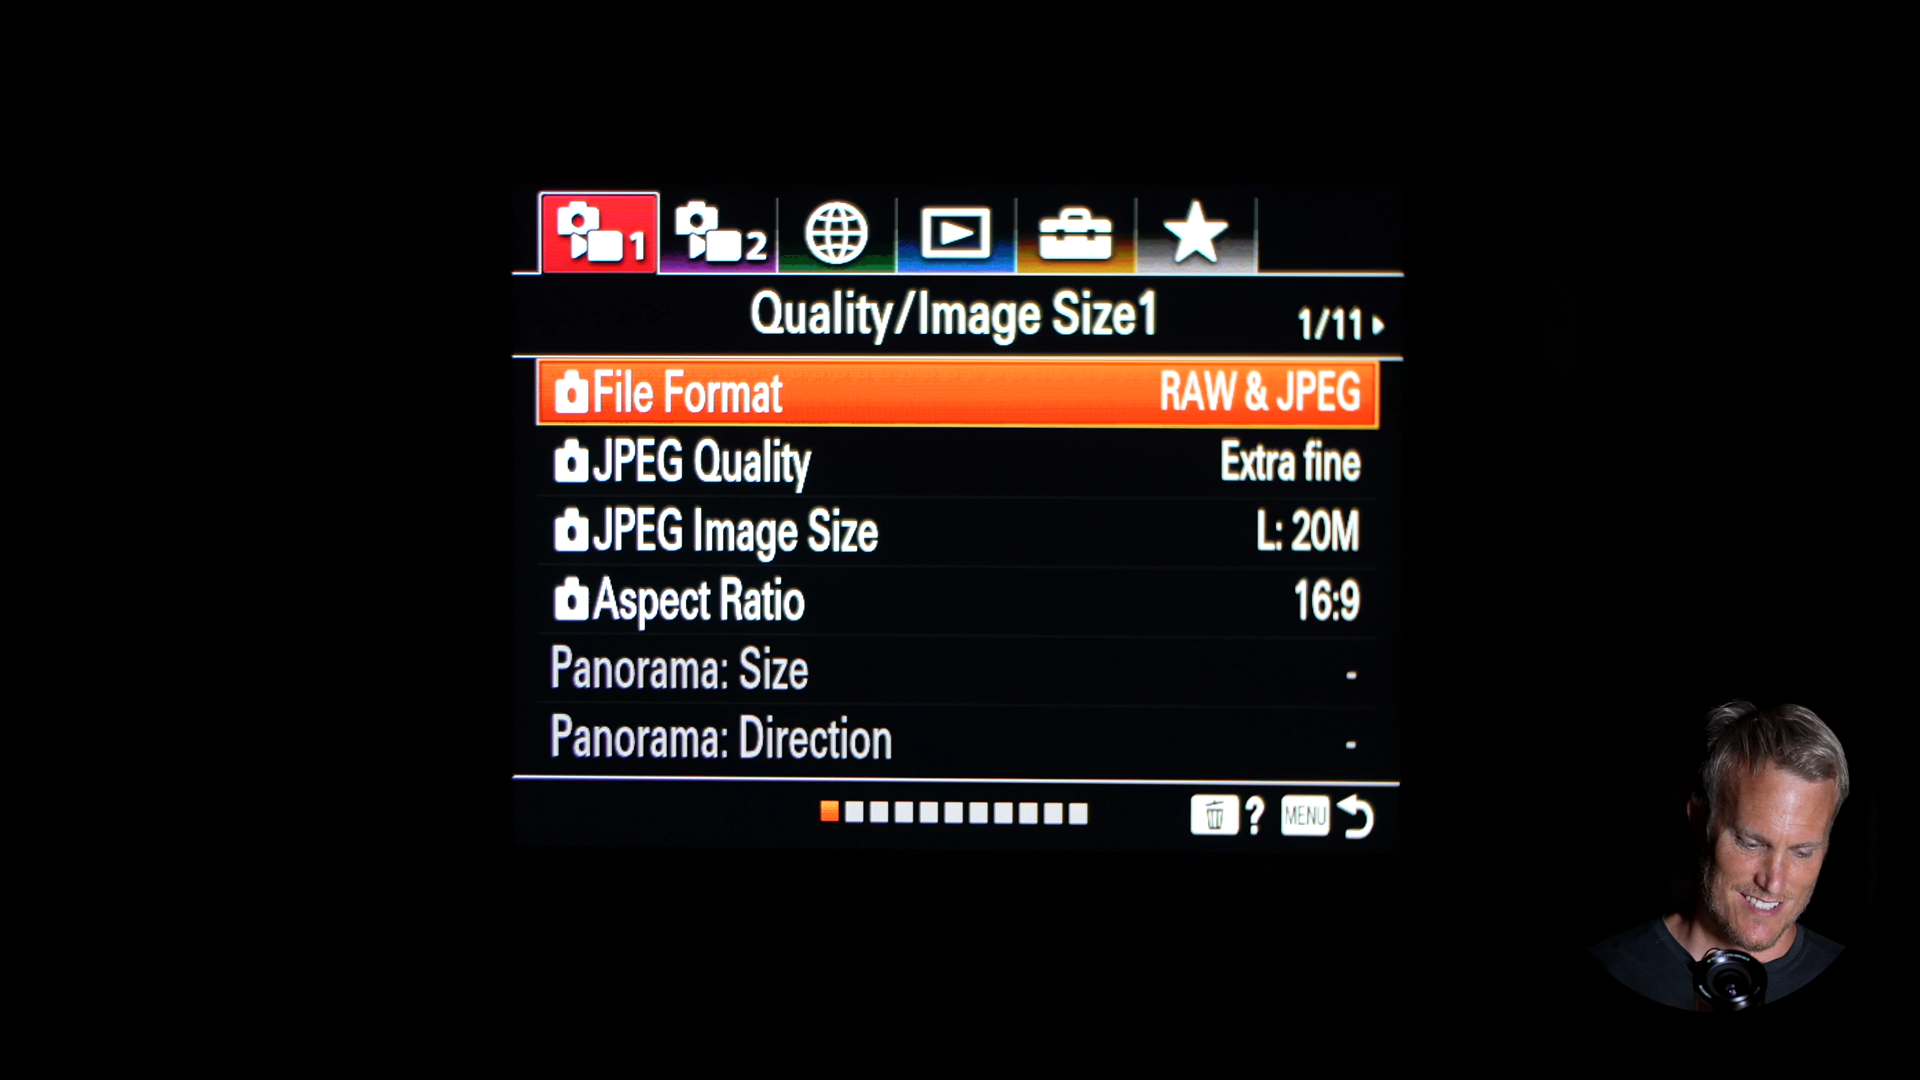 1
2
Quality/Image Size1
1/11
File Format RAW & JPEG
JPEG Quality Extra fine
JPEG Image Size L: 20M
Aspect Ratio 16:9
Panorama: Size -
Panorama: Direction -
? MENU